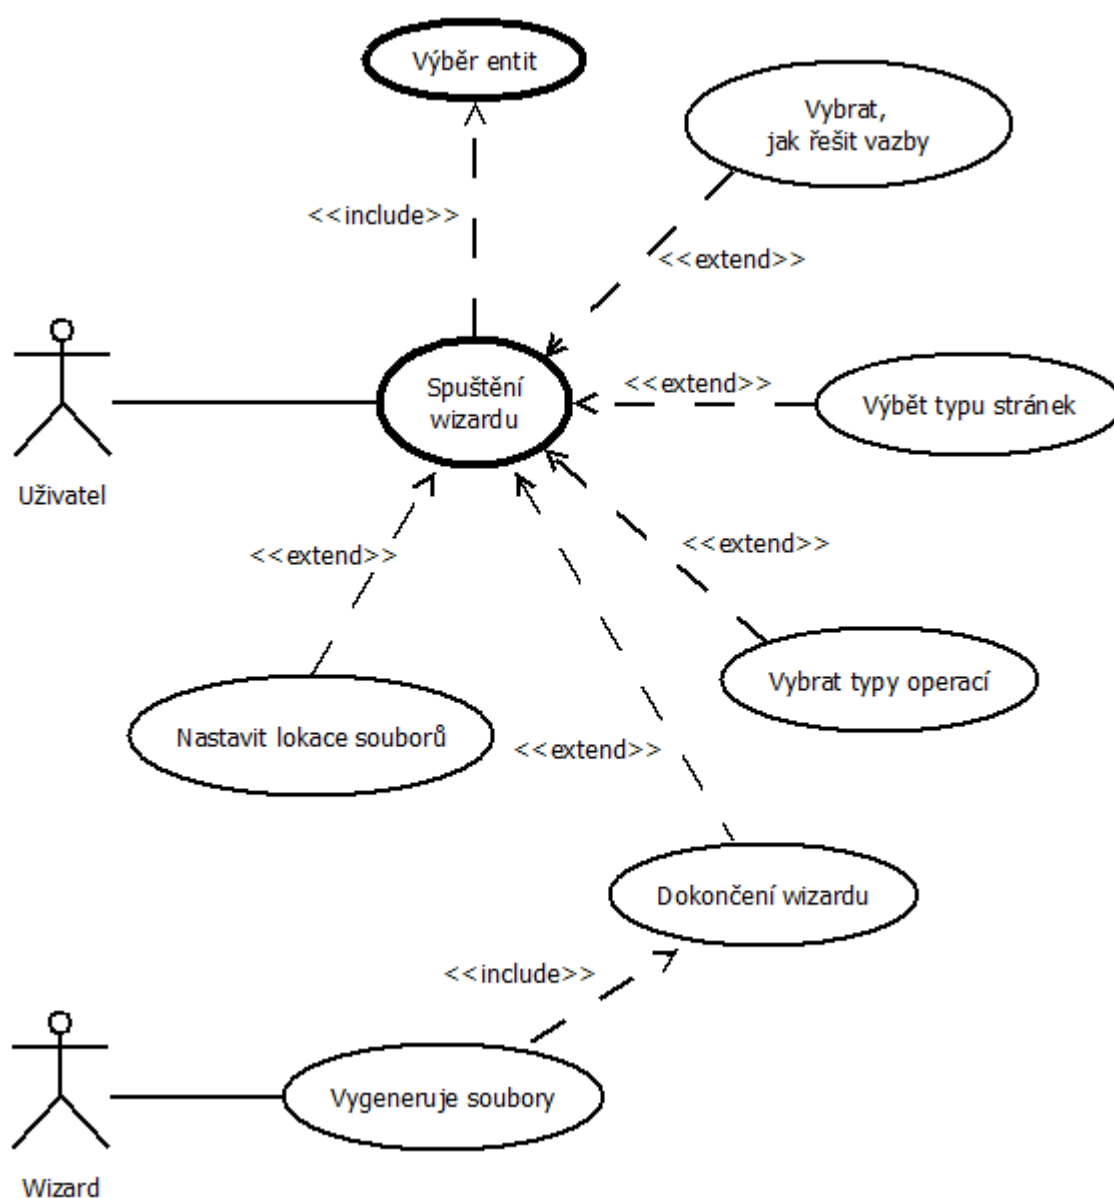 Výběr entit
Vybrat,
jak řešit vazby
<<include>>
<<extend>>
Spuštění
wizardu
<<extend>>
Výbět typu stránek
Uživatel
<<extend>>
<<extend>>
Vybrat typy operací
Nastavit lokace souborů
<<extend>>
Dokončení wizardu
<<include>>
Vygeneruje soubory
Wizard